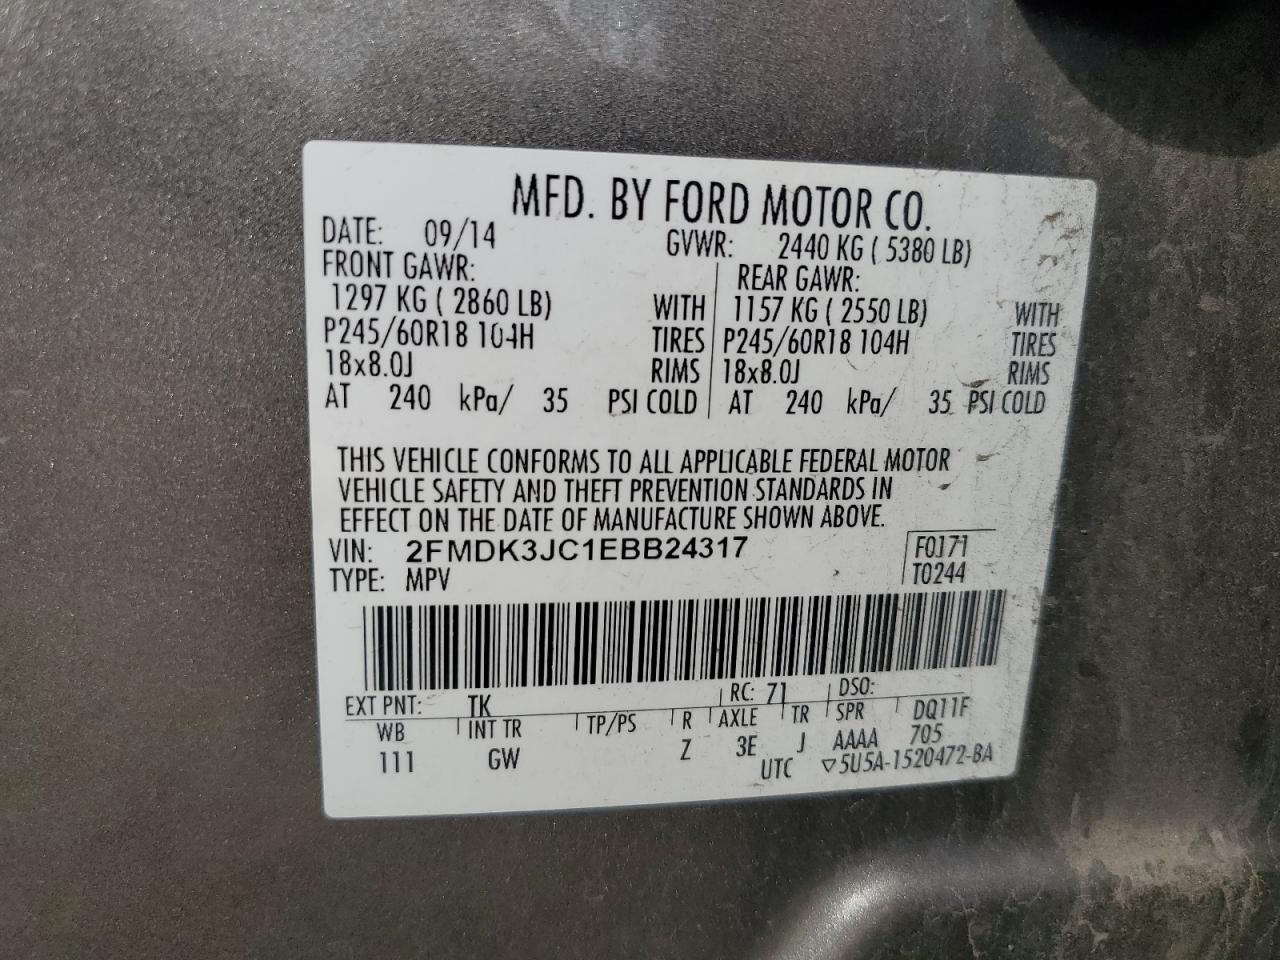 MFD. BY FORD MOTOR CO.
DATE: 09/14 GVWR: 2440 KG ( 5380 LB)
FRONT GAWR: REAR GAWR:
1297 KG ( 2860 LB) WITH 1157 KG ( 2550 LB) WITH
P245/60R18 104H TIRES P245/60R18 104H TIRES
18x8.0J RIMS 18x8.0J RIMS
AT 240 kPa/ 35 PSI COLD AT 240 kPa/ 35 PSI COLD
THIS VEHICLE CONFORMS TO ALL APPLICABLE FEDERAL MOTOR
VEHICLE SAFETY AND THEFT PREVENTION STANDARDS IN
EFFECT ON THE DATE OF MANUFACTURE SHOWN ABOVE.
VIN: 2FMDK3JC1EBB24317 F0171
TYPE: MPV T0244
EXT PNT: TK RC: 71 DSO:
WB INT TR TP/PS R AXLE TR SPR DQ11F
111 GW Z 3E J AAAA 705
UTC ▽5U5A-1520472-BA